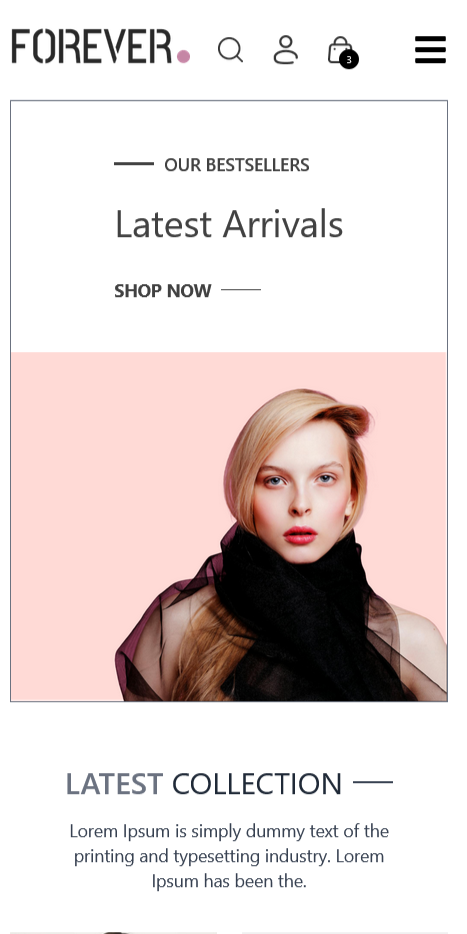 FOREVER.
3
OUR BESTSELLERS
Latest Arrivals
SHOP NOW
LATEST COLLECTION
Lorem Ipsum is simply dummy text of the
printing and typesetting industry. Lorem
Ipsum has been the.